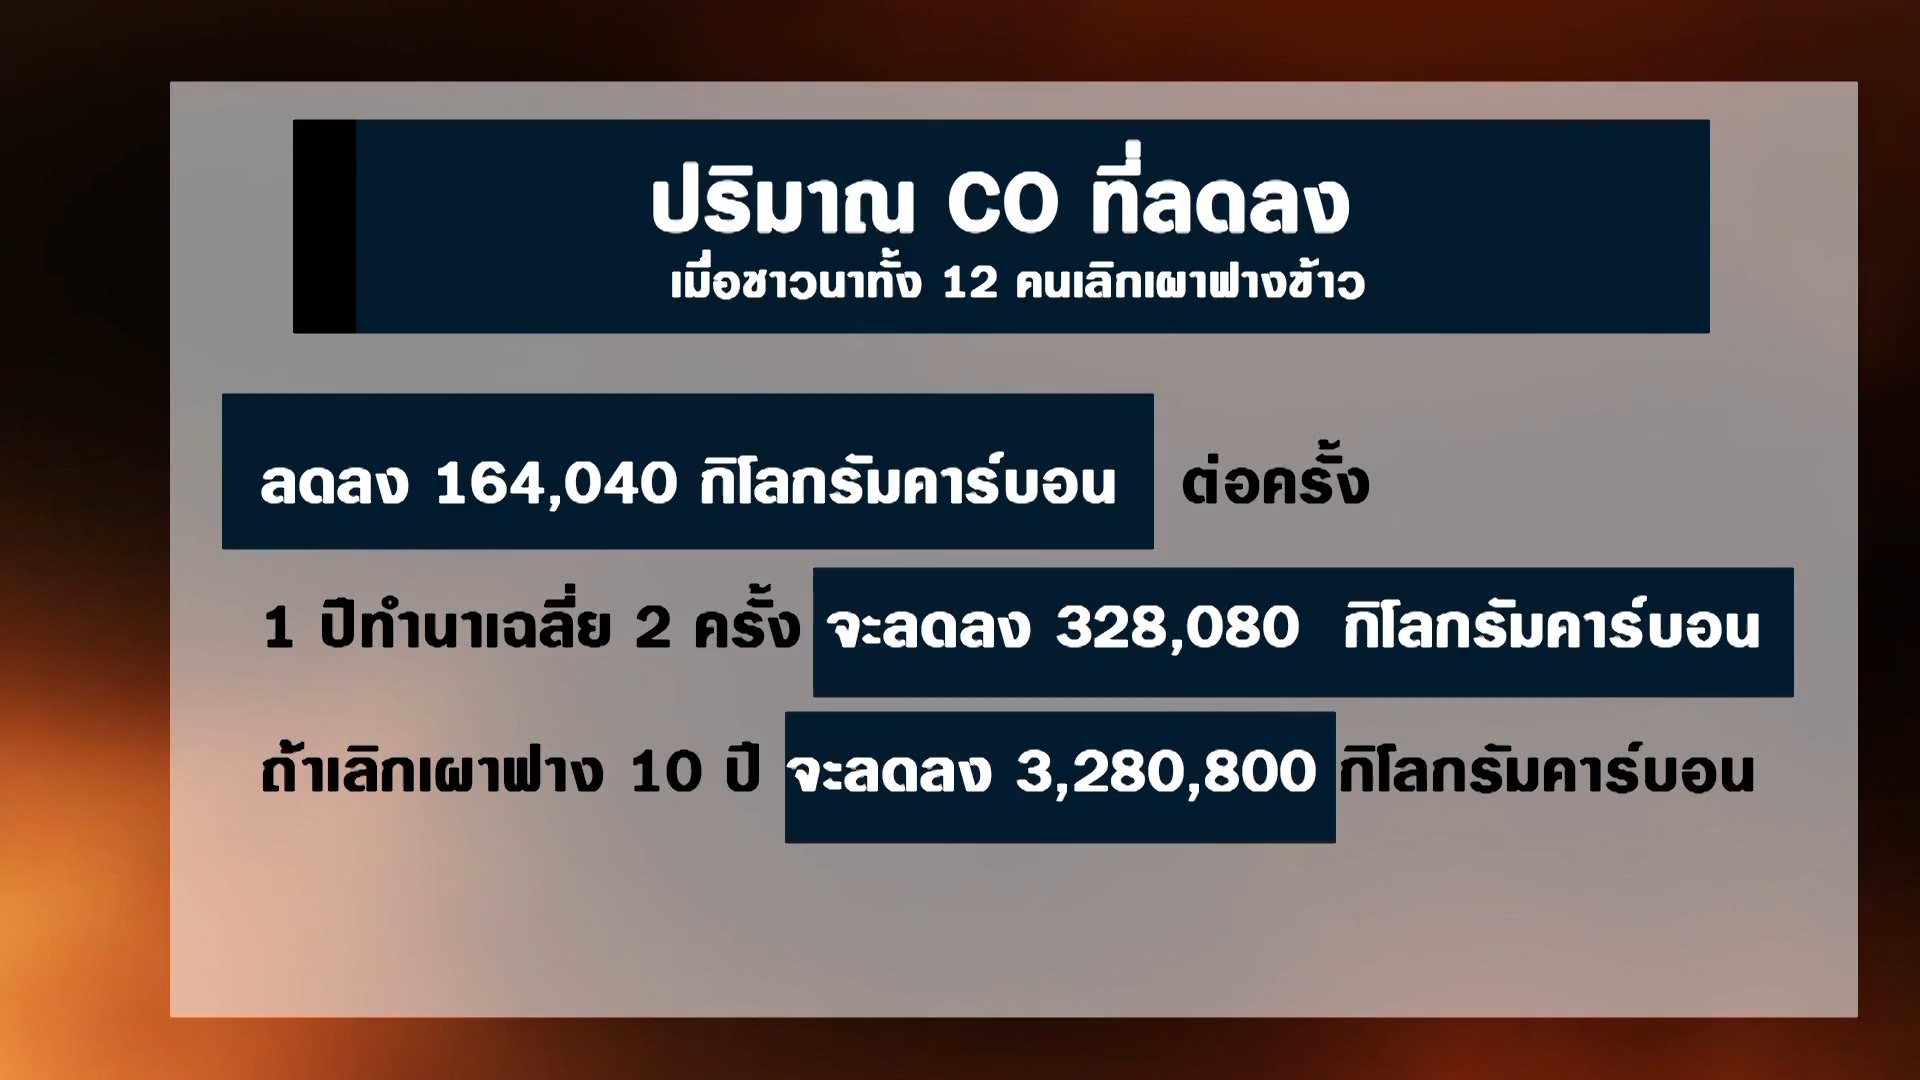 ปริมาณ CO ที่ลดลง
เมื่อชาวนาทั้ง 12 คนเลิกเผาฟางข้าว
ลดลง 164,040 กิโลกรัมคาร์บอน ต่อครั้ง
1 ปีทำนาเฉลี่ย 2 ครั้ง จะลดลง 328,080 กิโลกรัมคาร์บอน
ถ้าเลิกเผาฟาง 10 ปี จะลดลง 3,280,800 กิโลกรัมคาร์บอน